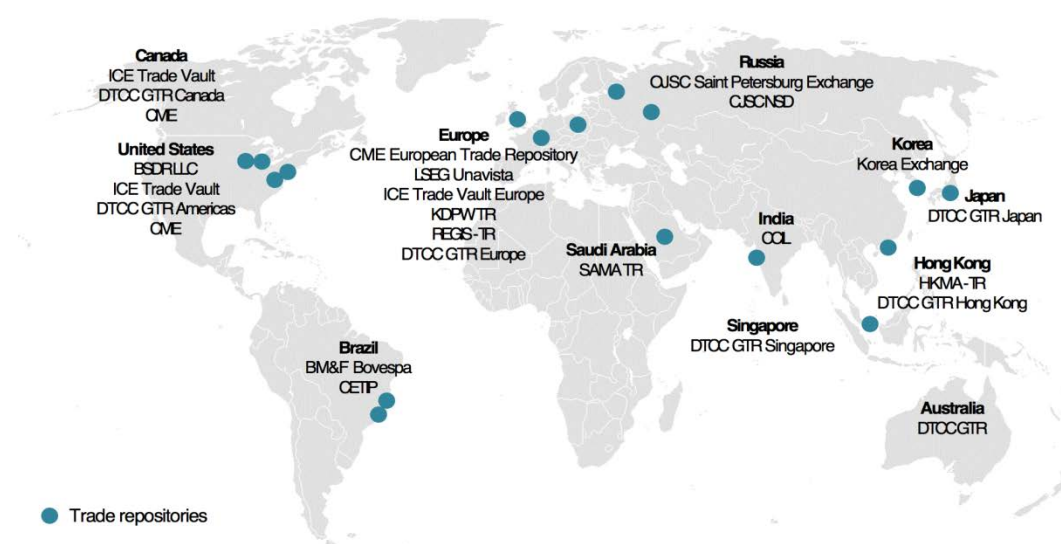 Canada
ICE Trade Vault
DTCC GTR Canada
CME
United States
BSDR LLC
ICE Trade Vault
DTCC GTR Americas
CME
Europe
CME European Trade Repository
LSEG Unavista
ICE Trade Vault Europe
KDPW TR
REGIS-TR
DTCC GTR Europe
Russia
OJSC Saint Petersburg Exchange
CJSC NSD
Korea
Korea Exchange
Japan
DTCC GTR Japan
India
CCIL
Saudi Arabia
SAMA TR
Hong Kong
HKMA-TR
DTCC GTR Hong Kong
Singapore
DTCC GTR Singapore
Brazil
BM&F Bovespa
CETIP
Australia
DTCC GTR
Trade repositories